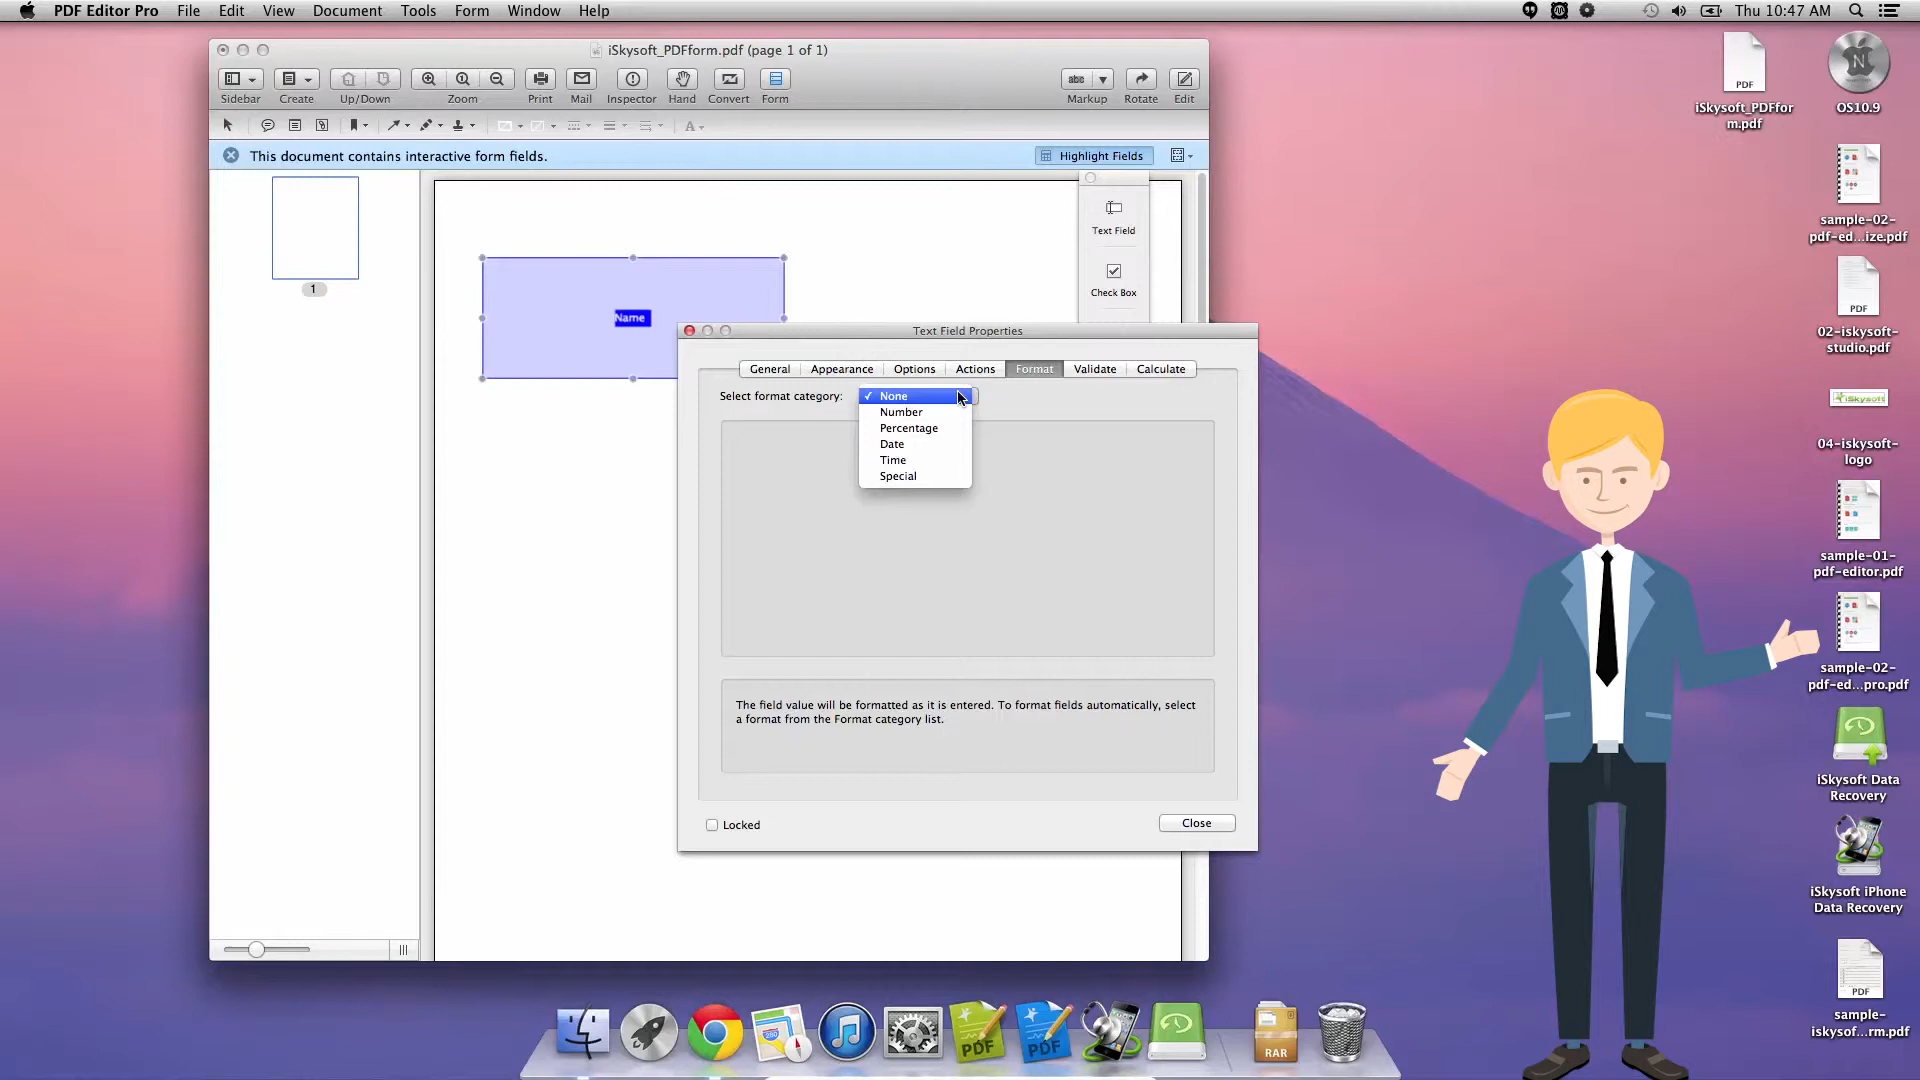 PDF Editor Pro File Edit View Document Tools Form Window Help Thu 10:47 AM
iSkysoft_PDFform.pdf (page 1 of 1)
abc
Sidebar Create Up/Down Zoom Print Mail Inspector Hand Convert Form Markup Rotate Edit
A
This document contains interactive form fields. Highlight Fields
Text Field
Check Box
1
Name
Text Field Properties
General Appearance Options Actions Format Validate Calculate
Select format category: ✓ None
Number
Percentage
Date
Time
Special
The field value will be formatted as it is entered. To format fields automatically, select
a format from the Format category list.
Locked
Close
PDF
iSkysoft_PDFfor
m.pdf
N
OS10.9
sample-02-
pdf-ed...ize.pdf
PDF
02-iskysoft-
studio.pdf
iSkysoft
04-iskysoft-
logo
sample-01-
pdf-editor.pdf
sample-02-
pdf-ed...pro.pdf
iSkysoft Data
Recovery
iSkysoft iPhone
Data Recovery
PDF
sample-
iskysof...rm.pdf
280
PDF
PDF
RAR